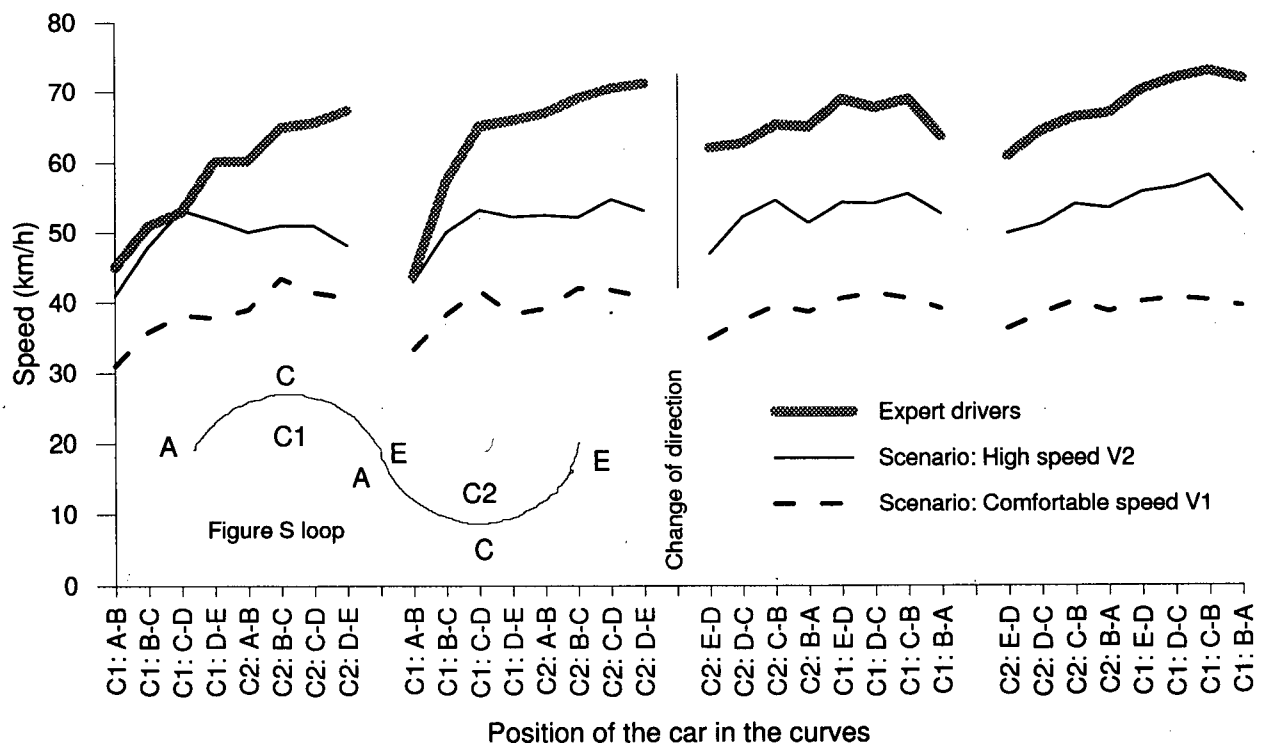 80
70
60
50
40
30
20
10
0
Speed (km/h)
C
A
C1
E
A
C2
E
C
Figure S loop
Change of direction
Expert drivers
Scenario: High speed V2
Scenario: Comfortable speed V1
C1: A-B
C1: B-C
C1: C-D
C1: D-E
C2: A-B
C2: B-C
C2: C-D
C2: D-E
C1: A-B
C1: B-C
C1: C-D
C1: D-E
C2: A-B
C2: B-C
C2: C-D
C2: D-E
C2: E-D
C2: D-C
C2: C-B
C2: B-A
C1: E-D
C1: D-C
C1: C-B
C1: B-A
C2: E-D
C2: D-C
C2: C-B
C2: B-A
C1: E-D
C1: D-C
C1: C-B
C1: B-A
Position of the car in the curves